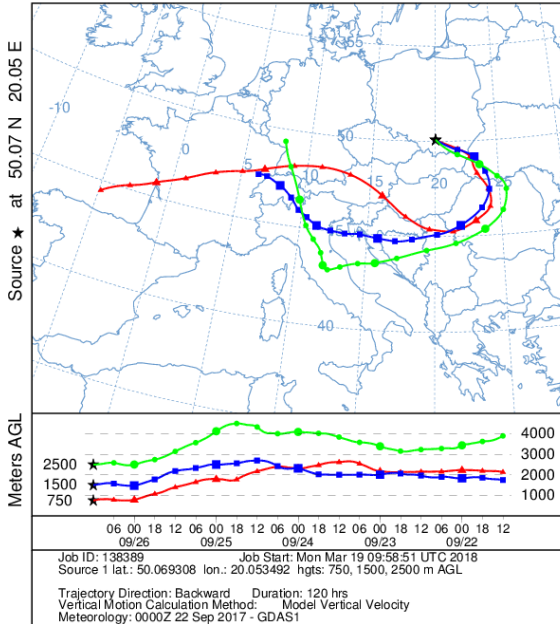 Source ★ at 50.07 N 20.05 E
55
-10
0
50
5
10
20
25
40
Meters AGL
4000
3000
2500
2000
1500
1000
750
06 00 18 12 06 00 18 12 06 00 18 12 06 00 18 12 06 00 18 12
09/26 09/25 09/24 09/23 09/22
Job ID: 138389 Job Start: Mon Mar 19 09:58:51 UTC 2018
Source 1 lat.: 50.069308 lon.: 20.053492 hgts: 750, 1500, 2500 m AGL
Trajectory Direction: Backward Duration: 120 hrs
Vertical Motion Calculation Method: Model Vertical Velocity
Meteorology: 0000Z 22 Sep 2017 - GDAS1